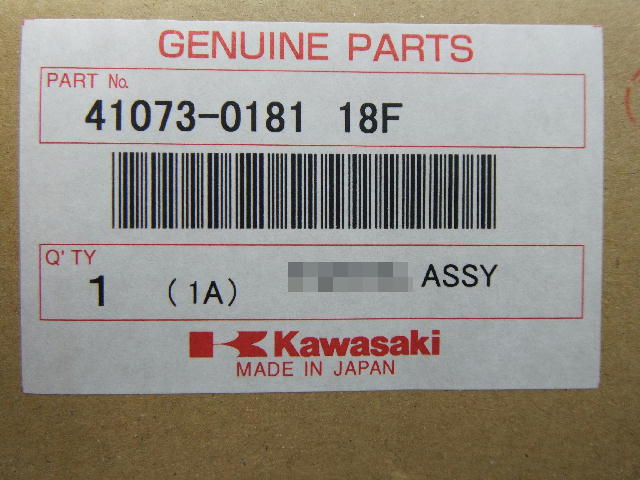 GENUINE PARTS
PART No.
41073-0181 18F
Q'TY
1 (1A) ASSY
Kawasaki
MADE IN JAPAN